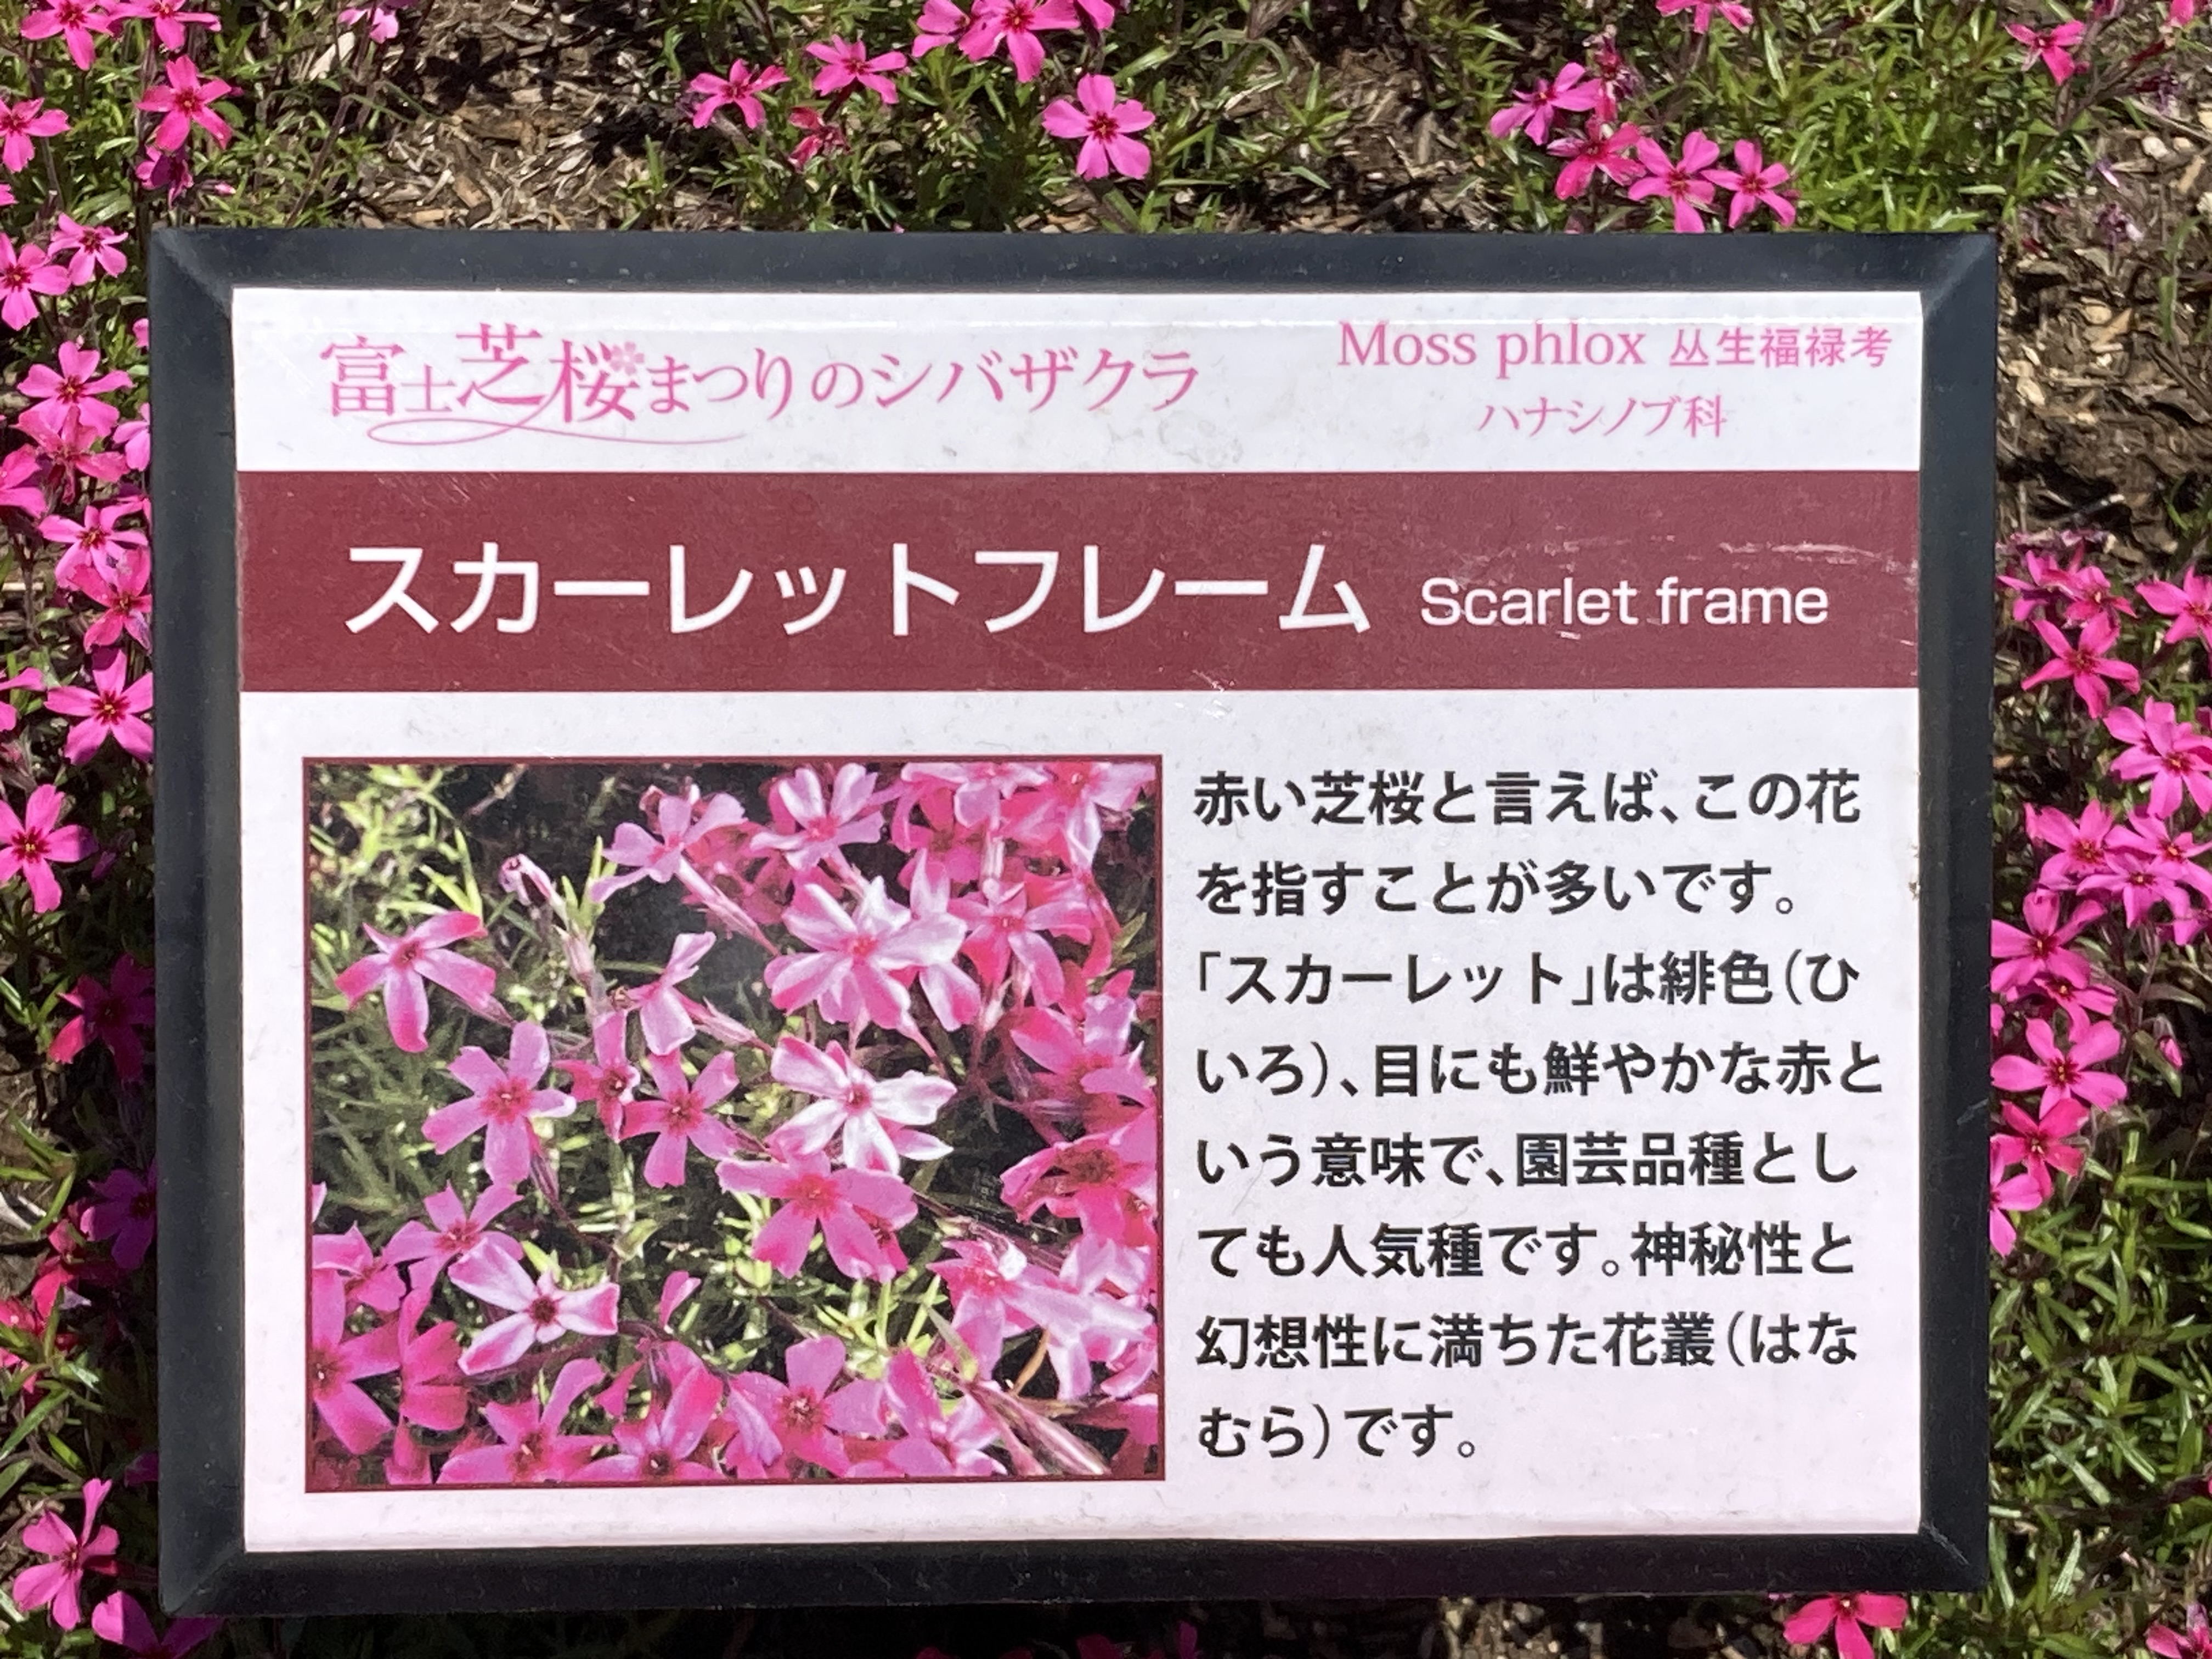 富士芝桜まつりのシバザクラ
Moss phlox 丛生福禄考
ハナシノブ科
スカーレットフレーム Scarlet frame
赤い芝桜と言えば、この花
を指すことが多いです。
「スカーレット」は緋色（ひ
いろ）、目にも鮮やかな赤と
いう意味で、園芸品種とし
ても人気種です。神秘性と
幻想性に満ちた花叢（はな
むら）です。